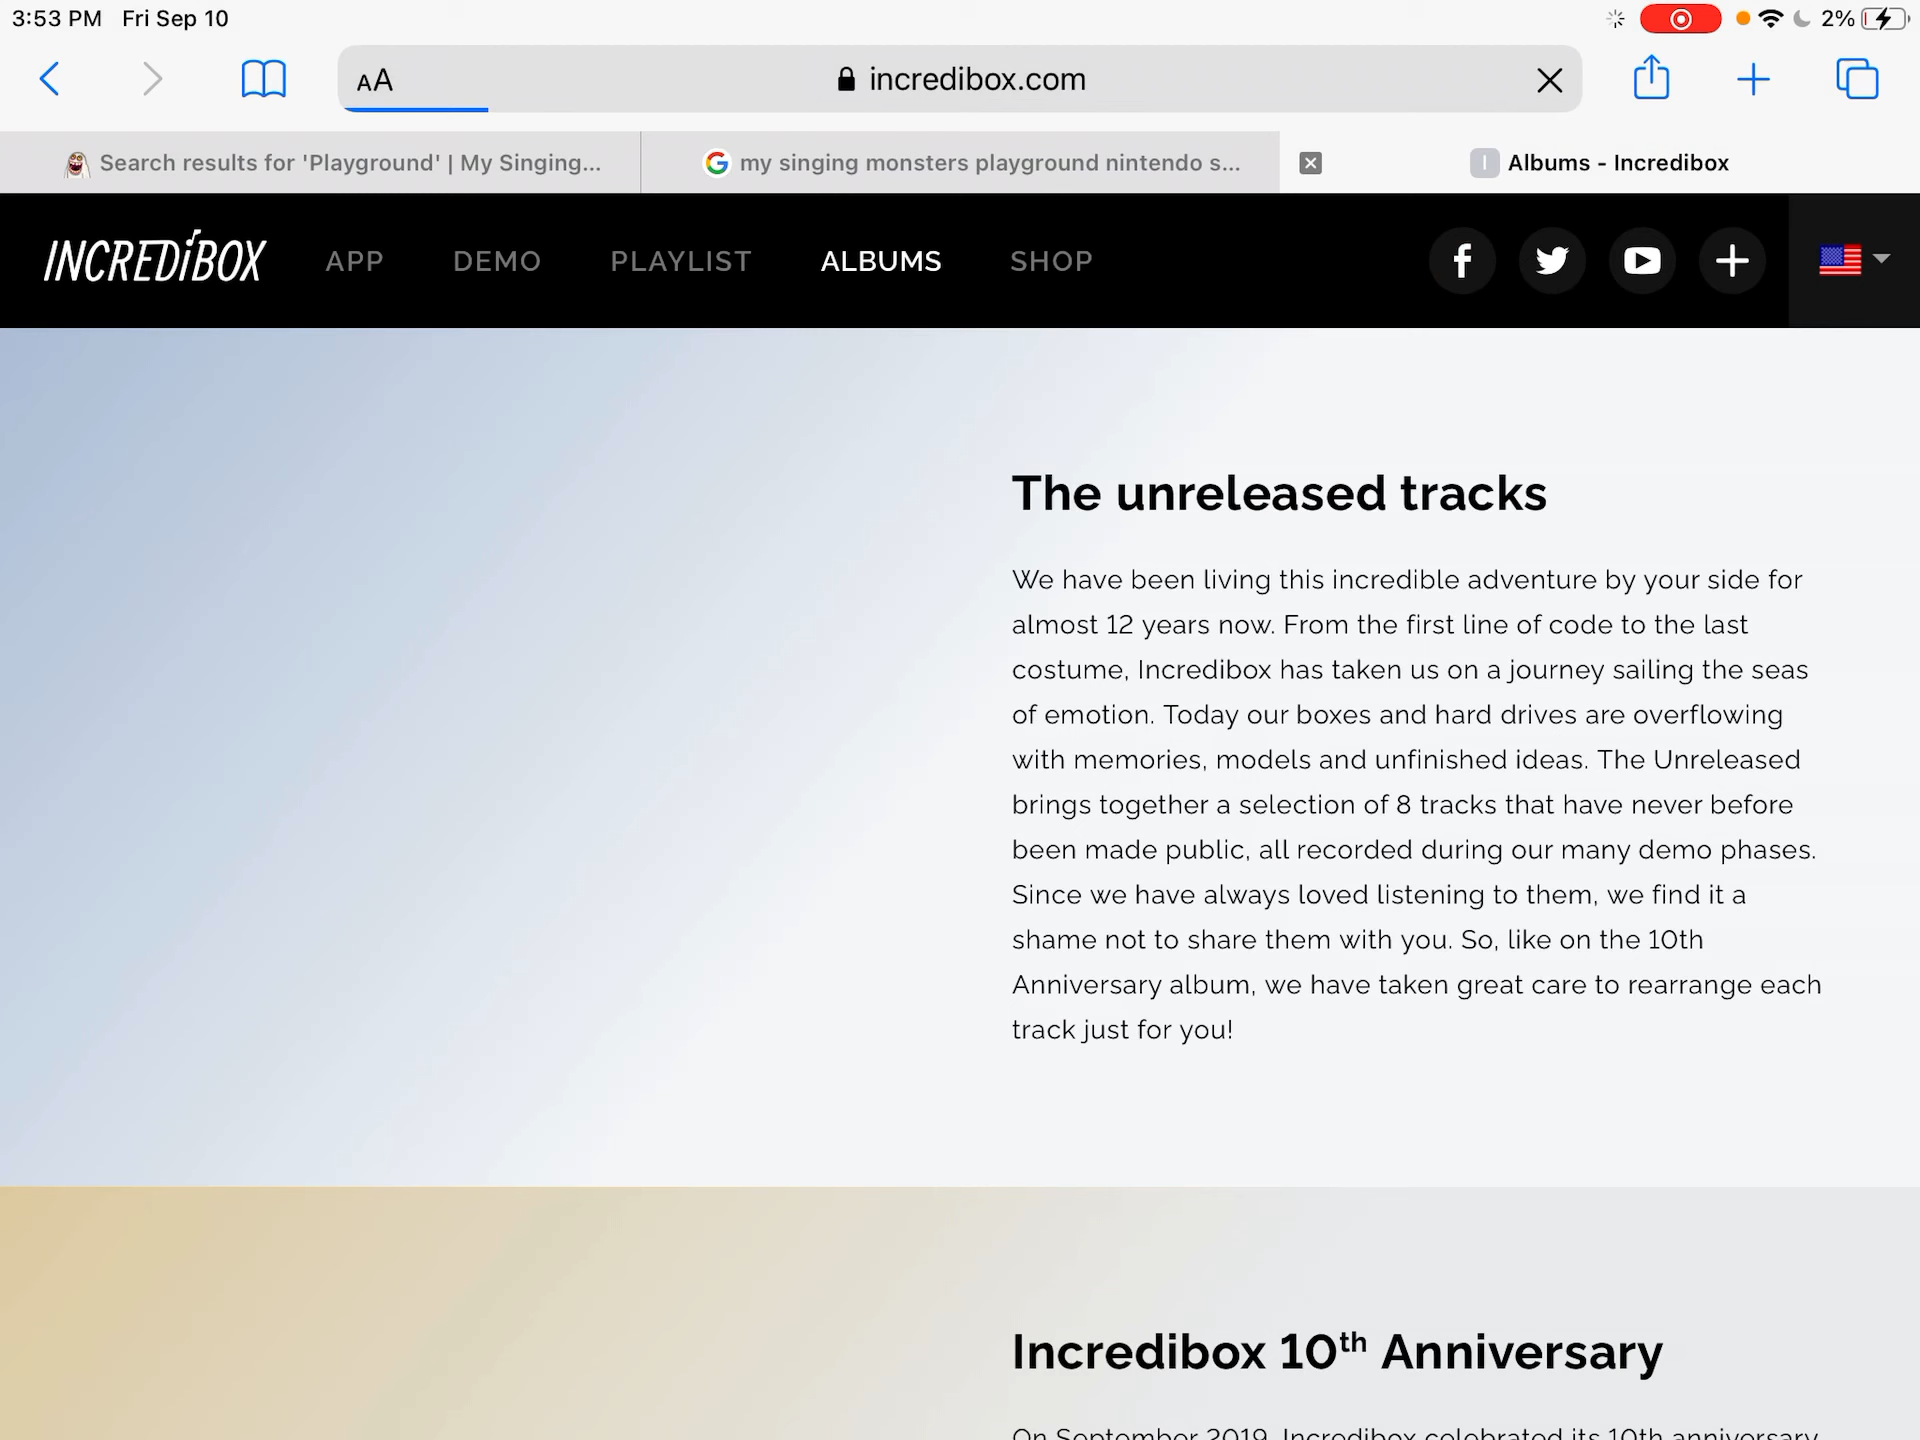 3:53 PM Fri Sep 10
2%
AA
incredibox.com
Search results for 'Playground' | My Singing...
my singing monsters playground nintendo s...
I
Albums - Incredibox
INCREDiBOX
APP
DEMO
PLAYLIST
ALBUMS
SHOP
The unreleased tracks
We have been living this incredible adventure by your side for
almost 12 years now. From the first line of code to the last
costume, Incredibox has taken us on a journey sailing the seas
of emotion. Today our boxes and hard drives are overflowing
with memories, models and unfinished ideas. The Unreleased
brings together a selection of 8 tracks that have never before
been made public, all recorded during our many demo phases.
Since we have always loved listening to them, we find it a
shame not to share them with you. So, like on the 10th
Anniversary album, we have taken great care to rearrange each
track just for you!
Incredibox 10th Anniversary
On September 2019, Incredibox celebrated its 10th anniversary